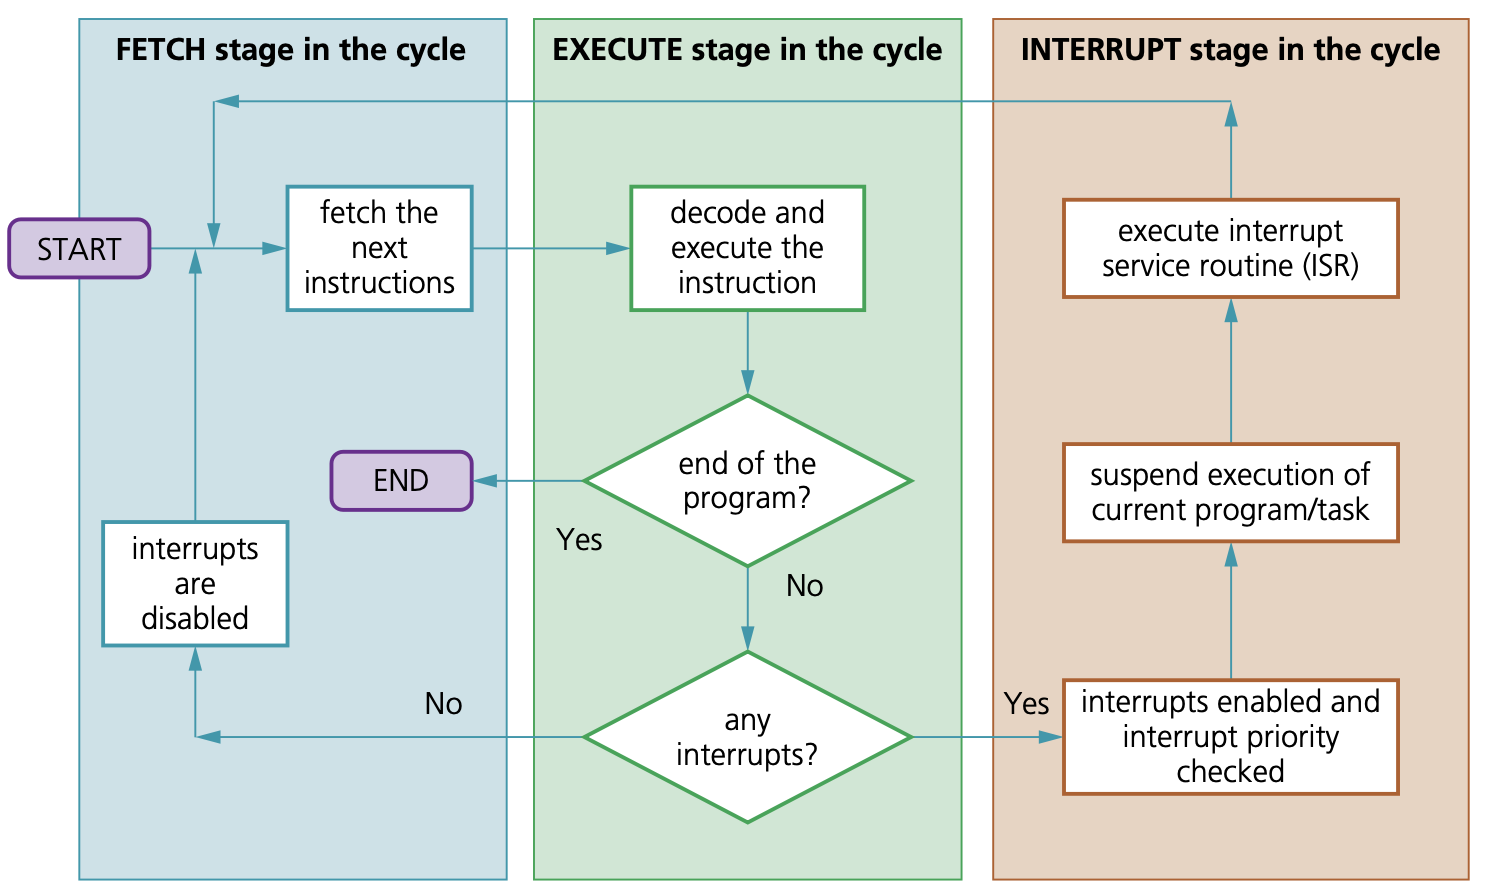 FETCH stage in the cycle
EXECUTE stage in the cycle
INTERRUPT stage in the cycle
START
fetch the
next
instructions
decode and
execute the
instruction
execute interrupt
service routine (ISR)
END
end of the
program?
suspend execution of
current program/task
Yes
No
interrupts
are
disabled
No
any
interrupts?
Yes
interrupts enabled and
interrupt priority
checked